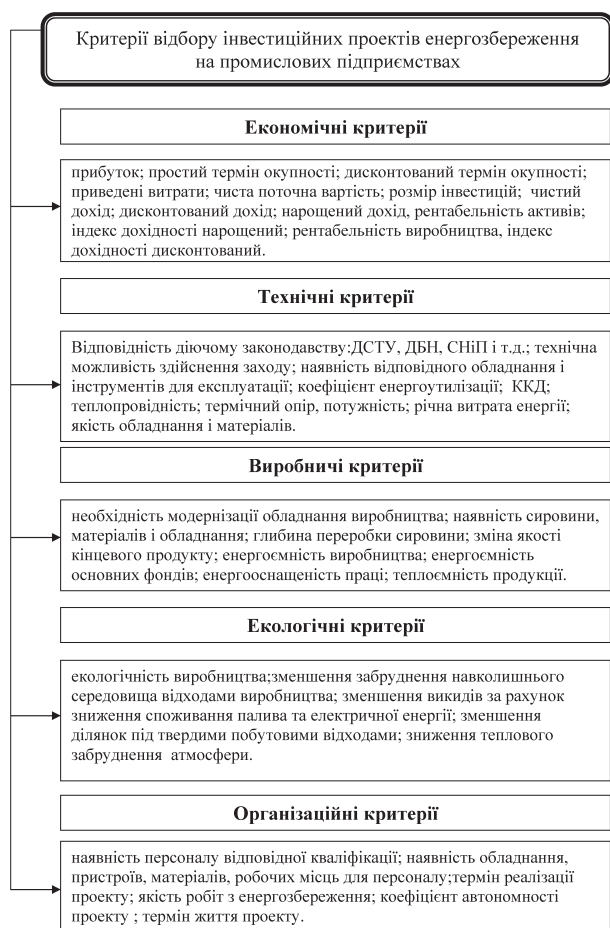 Критерії відбору інвестиційних проектів енергозбереження
на промислових підприємствах
Економічні критерії
прибуток; простий термін окупності; дисконтований термін окупності;
приведені витрати; чиста поточна вартість; розмір інвестицій; чистий
дохід; дисконтований дохід; нарощений дохід, рентабельність активів;
індекс дохідності нарощений; рентабельність виробництва, індекс
дохідності дисконтований.
Технічні критерії
Відповідність діючому законодавству:ДСТУ, ДБН, СНіП і т.д.; технічна
можливість здійснення заходу; наявність відповідного обладнання і
інструментів для експлуатації; коефіцієнт енергоутилізації; ККД;
теплопровідність; термічний опір, потужність; річна витрата енергії;
якість обладнання і матеріалів.
Виробничі критерії
необхідність модернізації обладнання виробництва; наявність сировини,
матеріалів і обладнання; глибина переробки сировини; зміна якості
кінцевого продукту; енергоємність виробництва; енергоємність
основних фондів; енергооснащеність праці; теплоємність продукції.
Екологічні критерії
екологічність виробництва;зменшення забруднення навколишнього
середовища відходами виробництва; зменшення викидів за рахунок
зниження споживання палива та електричної енергії; зменшення
ділянок під твердими побутовими відходами; зниження теплового
забруднення атмосфери.
Організаційні критерії
наявність персоналу відповідної кваліфікації; наявність обладнання,
пристроїв, матеріалів, робочих місць для персоналу;термін реалізації
проекту; якість робіт з енергозбереження; коефіцієнт автономності
проекту ; термін життя проекту.